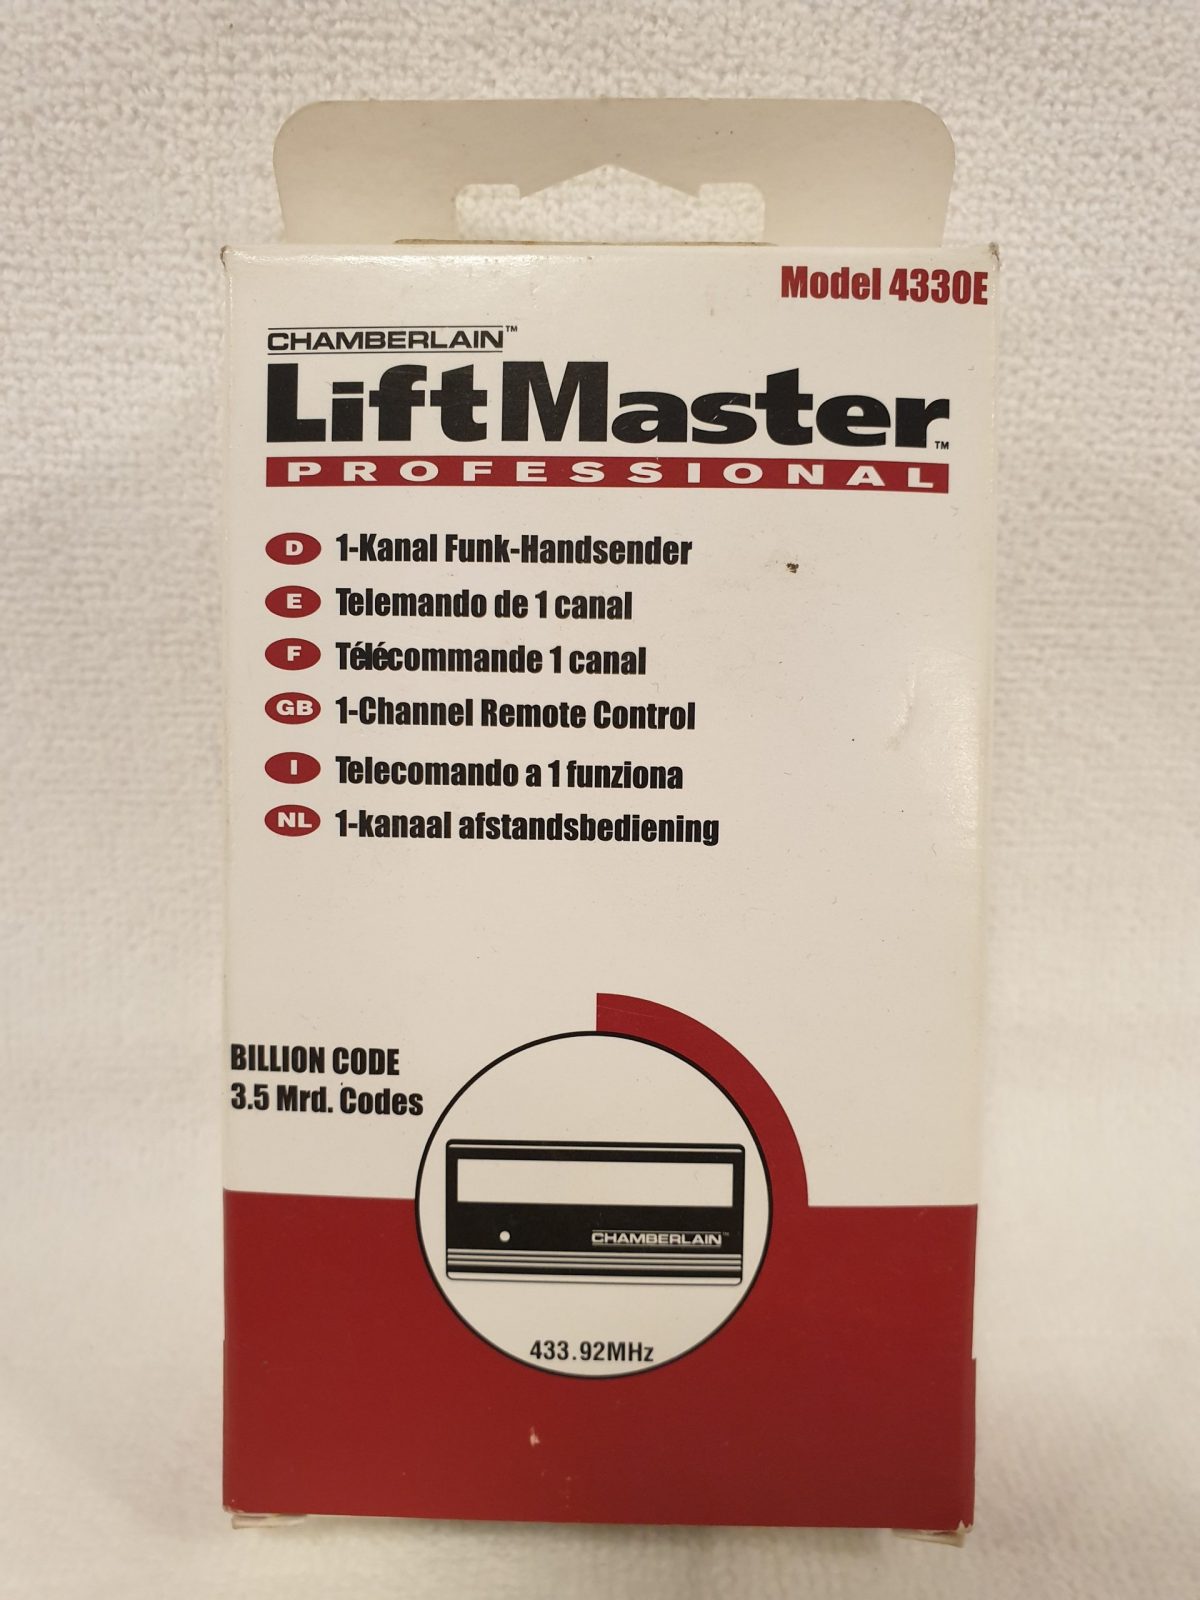 Model 4330E
CHAMBERLAIN™
LiftMaster™
PROFESSIONAL
D 1-Kanal Funk-Handsender
E Telemando de 1 canal
F Télécommande 1 canal
GB 1-Channel Remote Control
I Telecomando a 1 funziona
NL 1-kanaal afstandsbediening
BILLION CODE
3.5 Mrd. Codes
CHAMBERLAIN™
433.92MHz